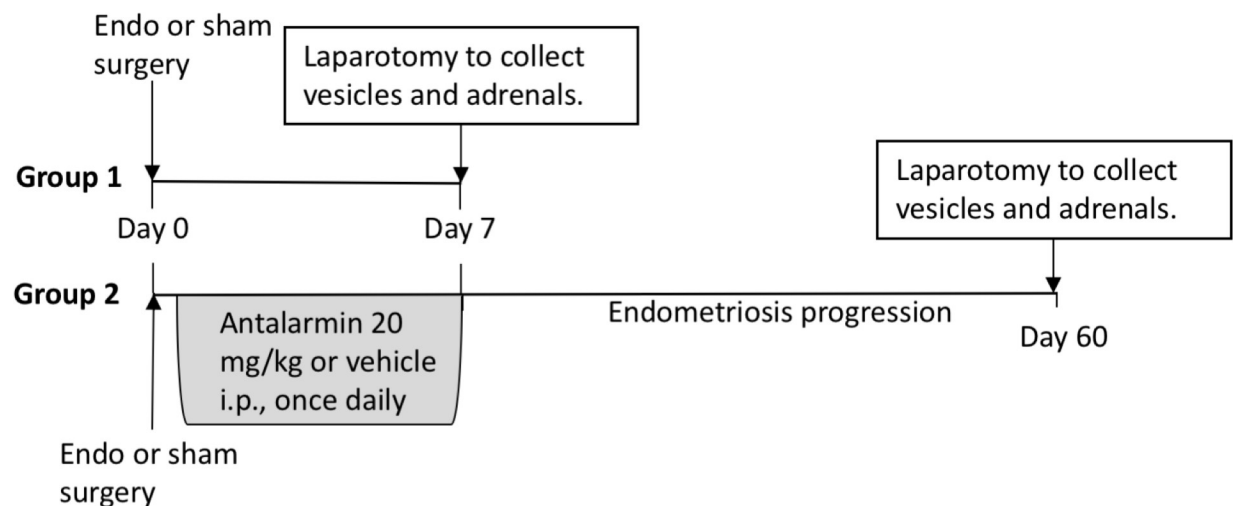 Endo or sham
surgery
Laparotomy to collect
vesicles and adrenals.
Group 1
Day 0
Day 7
Laparotomy to collect
vesicles and adrenals.
Group 2
Antalarmin 20
mg/kg or vehicle
i.p., once daily
Endometriosis progression
Day 60
Endo or sham
surgery